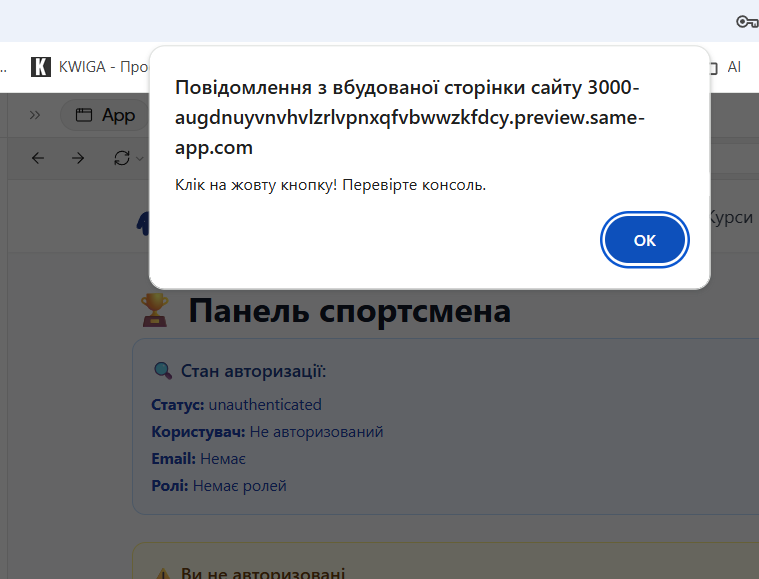 KWIGA - Про
AI
Повідомлення з вбудованої сторінки сайту 3000-
augdnuyvnvhvlzrlvpnxqfvbwwzkfdcy.preview.same-
app.com
Клік на жовту кнопку! Перевірте консоль.
OK
App
Курси
🏆 Панель спортсмена
🔍 Стан авторизації:
Статус: unauthenticated
Користувач: Не авторизований
Email: Немає
Ролі: Немає ролей
⚠️ Ви не авторизовані